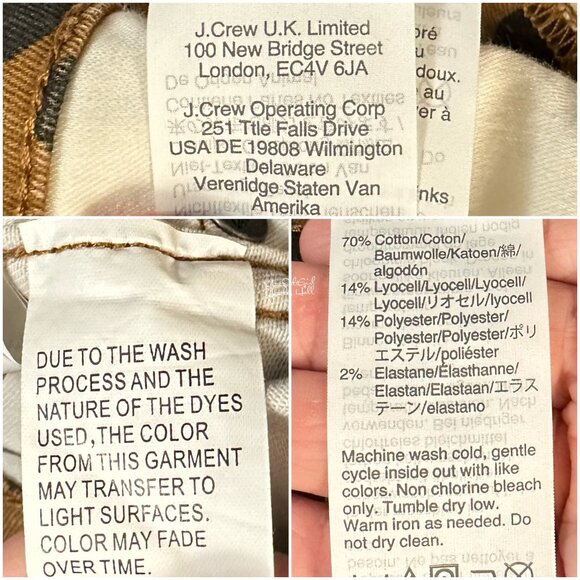 J.Crew U.K. Limited
100 New Bridge Street
London, EC4V 6JA
J.Crew Operating Corp
251 Ttle Falls Drive
USA DE 19808 Wilmington
Delaware
Verenidge Staten Van
Amerika
oré
doux.
au
ver à
inks
DUE TO THE WASH
PROCESS AND THE
NATURE OF THE DYES
USED,THE COLOR
FROM THIS GARMENT
MAY TRANSFER TO
LIGHT SURFACES.
COLOR MAY FADE
OVER TIME.
70% Cotton/Coton/
Baumwolle/Katoen/綿/
algodón
14% Lyocell/Lyocell/Lyocell/
Lyocell/リオセル/lyocell
14% Polyester/Polyester/
Polyester/Polyester/ポリ
エステル/poliéster
2% Elastane/Élasthanne/
Elastan/Elastaan/エラス
テーン/elastano
Machine wash cold, gentle
cycle inside out with like
colors. Non chlorine bleach
only. Tumble dry low.
Warm iron as needed. Do
not dry clean.